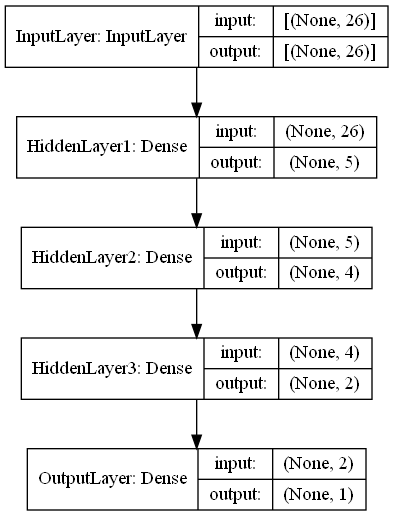 InputLayer: InputLayer
input: [(None, 26)]
output: [(None, 26)]
HiddenLayer1: Dense
input: (None, 26)
output: (None, 5)
HiddenLayer2: Dense
input: (None, 5)
output: (None, 4)
HiddenLayer3: Dense
input: (None, 4)
output: (None, 2)
OutputLayer: Dense
input: (None, 2)
output: (None, 1)